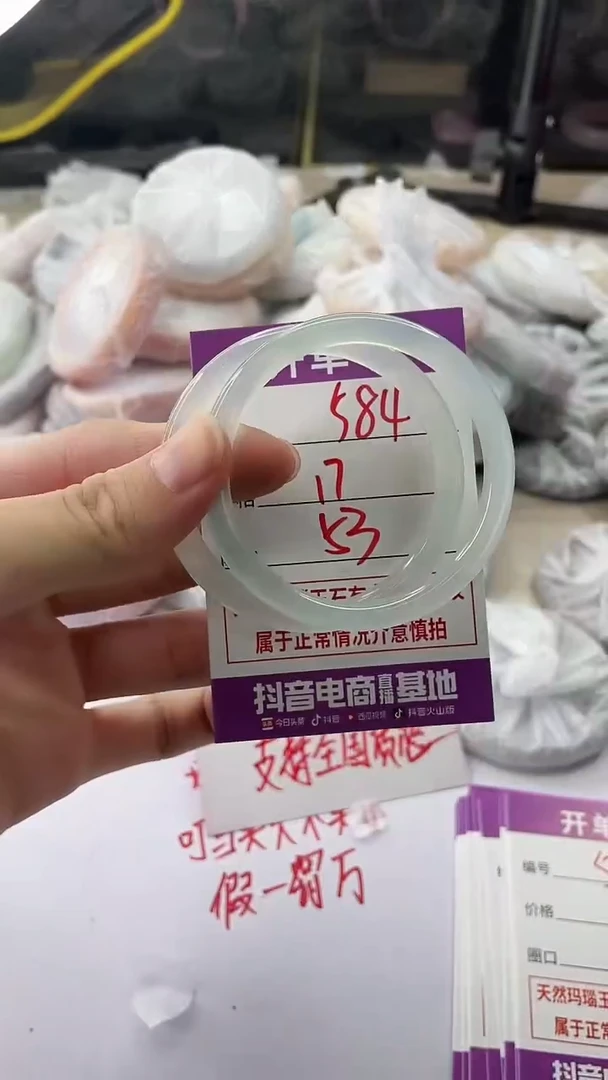 584
17
53
属于正常情况介意慎拍
抖音电商直播基地
今日头条 抖音 西瓜视频 抖音火山版
支持全国质检
假一罚万
开单
编号
价格
圈口
天然玛瑙玉
属于正常
抖音